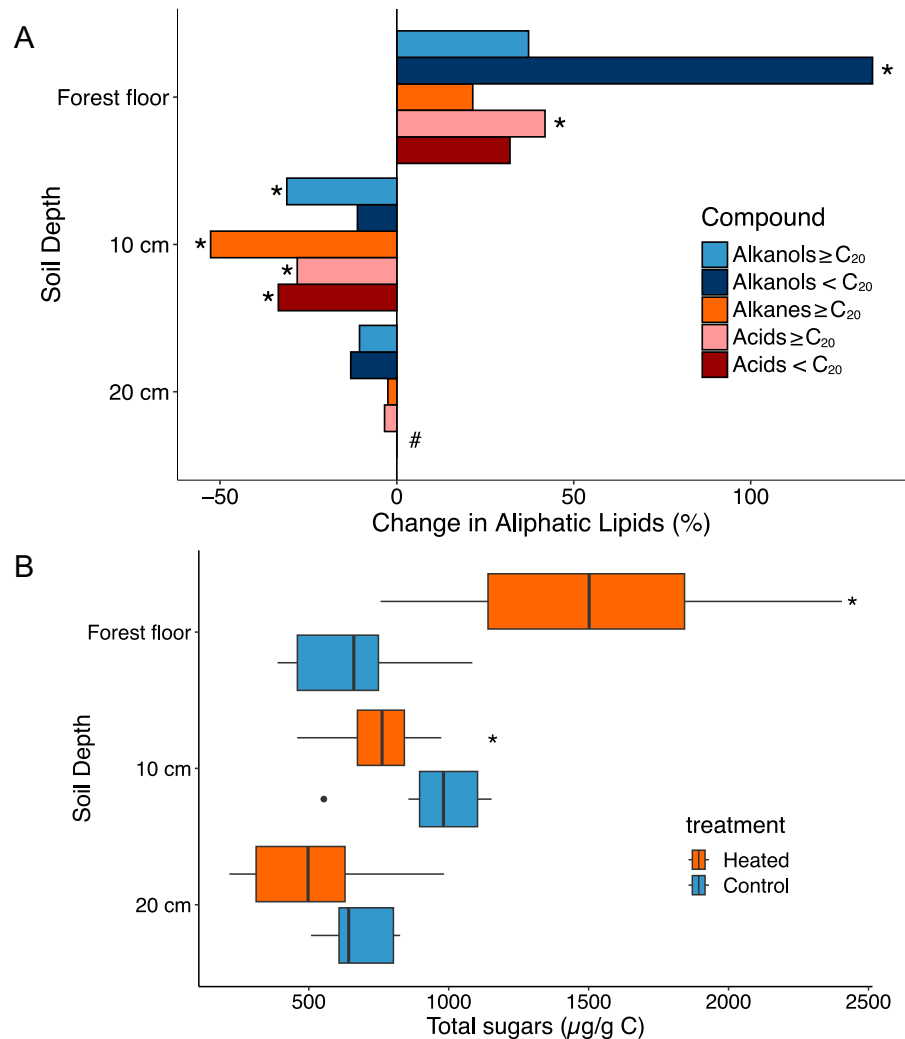 A
Forest floor
10 cm
20 cm
Soil Depth
*
*
*
*
*
*
#
Compound
Alkanols ≥ C₂₀
Alkanols < C₂₀
Alkanes ≥ C₂₀
Acids ≥ C₂₀
Acids < C₂₀
−50 0 50 100
Change in Aliphatic Lipids (%)
B
Forest floor
10 cm
20 cm
Soil Depth
*
*
treatment
Heated
Control
500 1000 1500 2000 2500
Total sugars (μg/g C)